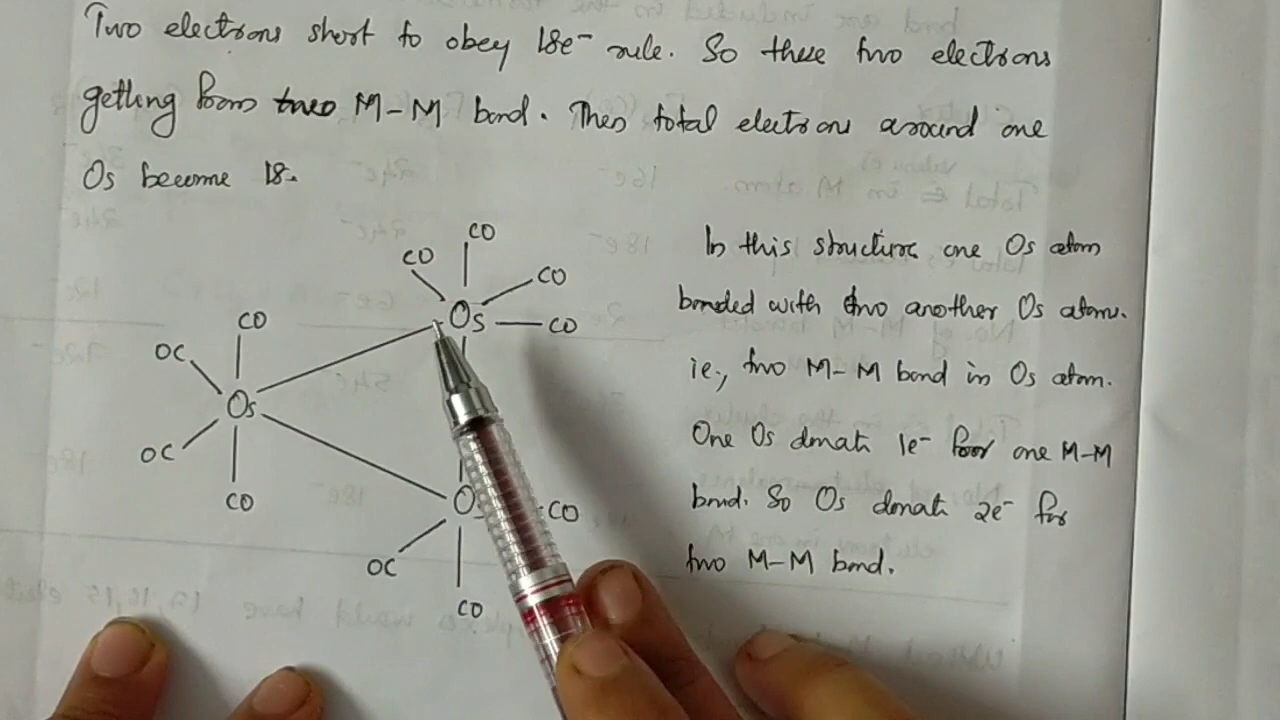 Two electrons short to obey 18e⁻ rule. So these two electrons
getting from two M-M bond. Then total electrons around one
Os become 18.
CO
CO
CO
Os
CO
CO
OC
Os
OC
CO
CO
OC
CO
In this structure one Os atom
bonded with two another Os atoms.
ie., two M-M bond in Os atom.
One Os donate 1e⁻ for one M-M
bond. So Os donate 2e⁻ for
two M-M bond.